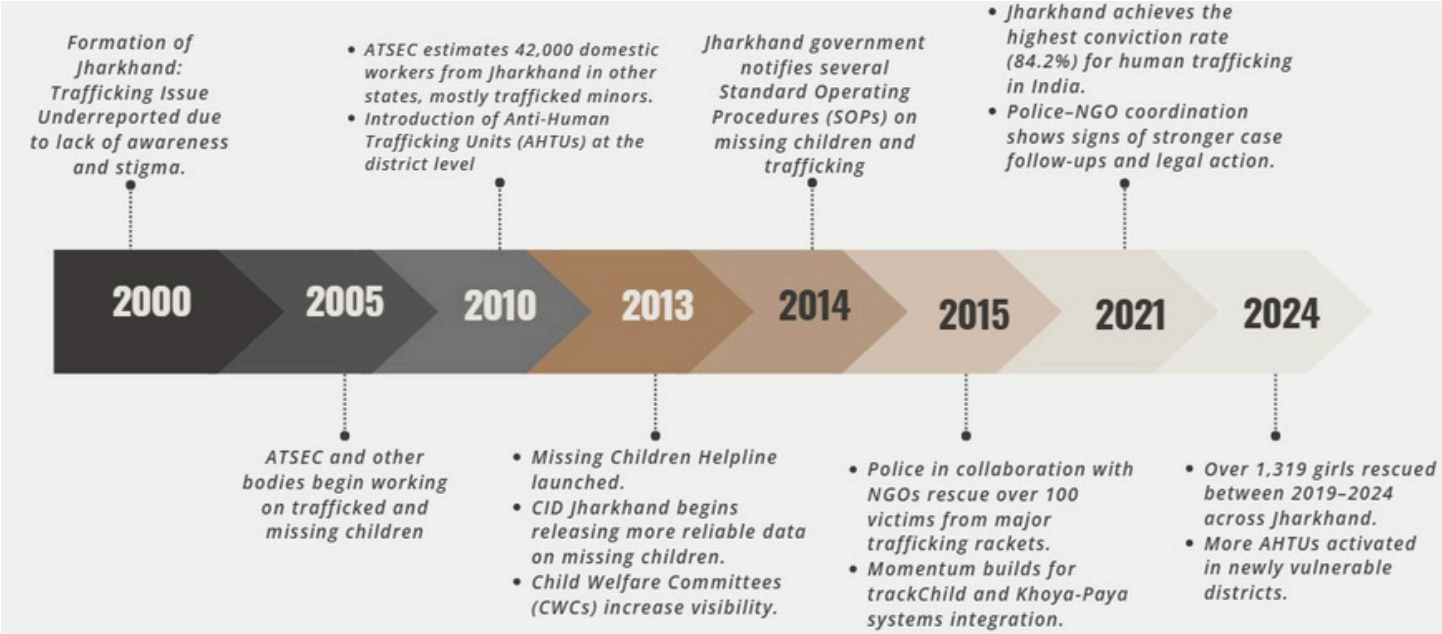 Formation of
Jharkhand:
Trafficking Issue
Underreported due
to lack of awareness
and stigma.
• ATSEC estimates 42,000 domestic
workers from Jharkhand in other
states, mostly trafficked minors.
• Introduction of Anti-Human
Trafficking Units (AHTUs) at the
district level
Jharkhand government
notifies several
Standard Operating
Procedures (SOPs) on
missing children and
trafficking
• Jharkhand achieves the
highest conviction rate
(84.2%) for human trafficking
in India.
• Police–NGO coordination
shows signs of stronger case
follow-ups and legal action.
2000
2005
2010
2013
2014
2015
2021
2024
ATSEC and other
bodies begin working
on trafficked and
missing children
• Missing Children Helpline
launched.
• CID Jharkhand begins
releasing more reliable data
on missing children.
• Child Welfare Committees
(CWCs) increase visibility.
• Police in collaboration with
NGOs rescue over 100
victims from major
trafficking rackets.
• Momentum builds for
trackChild and Khoya-Paya
systems integration.
• Over 1,319 girls rescued
between 2019–2024
across Jharkhand.
• More AHTUs activated
in newly vulnerable
districts.